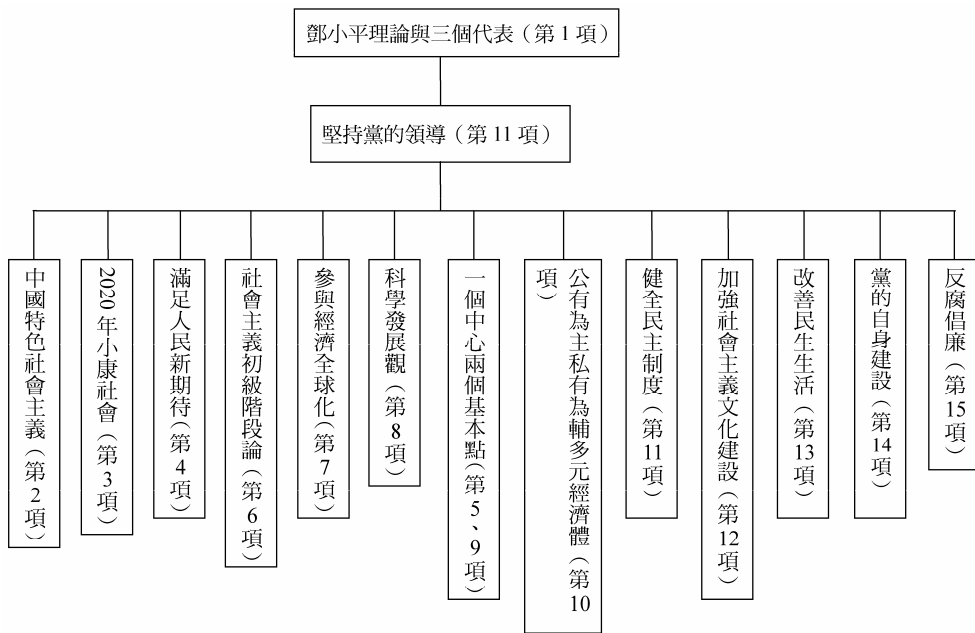 鄧小平理論與三個代表（第 1 項）
堅持黨的領導（第 11 項）
中國特色社會主義（第2項）
2020 年小康社會（第3項）
滿足人民新期待（第4項）
社會主義初級階段論（第6項）
參與經濟全球化（第7項）
科學發展觀（第8項）
一個中心兩個基本點（第5、9項）
公有為主私有為輔多元經濟體（第10
項）
健全民主制度（第11項）
加強社會主義文化建設（第12項）
改善民生生活（第13項）
黨的自身建設（第14項）
反腐倡廉（第15項）